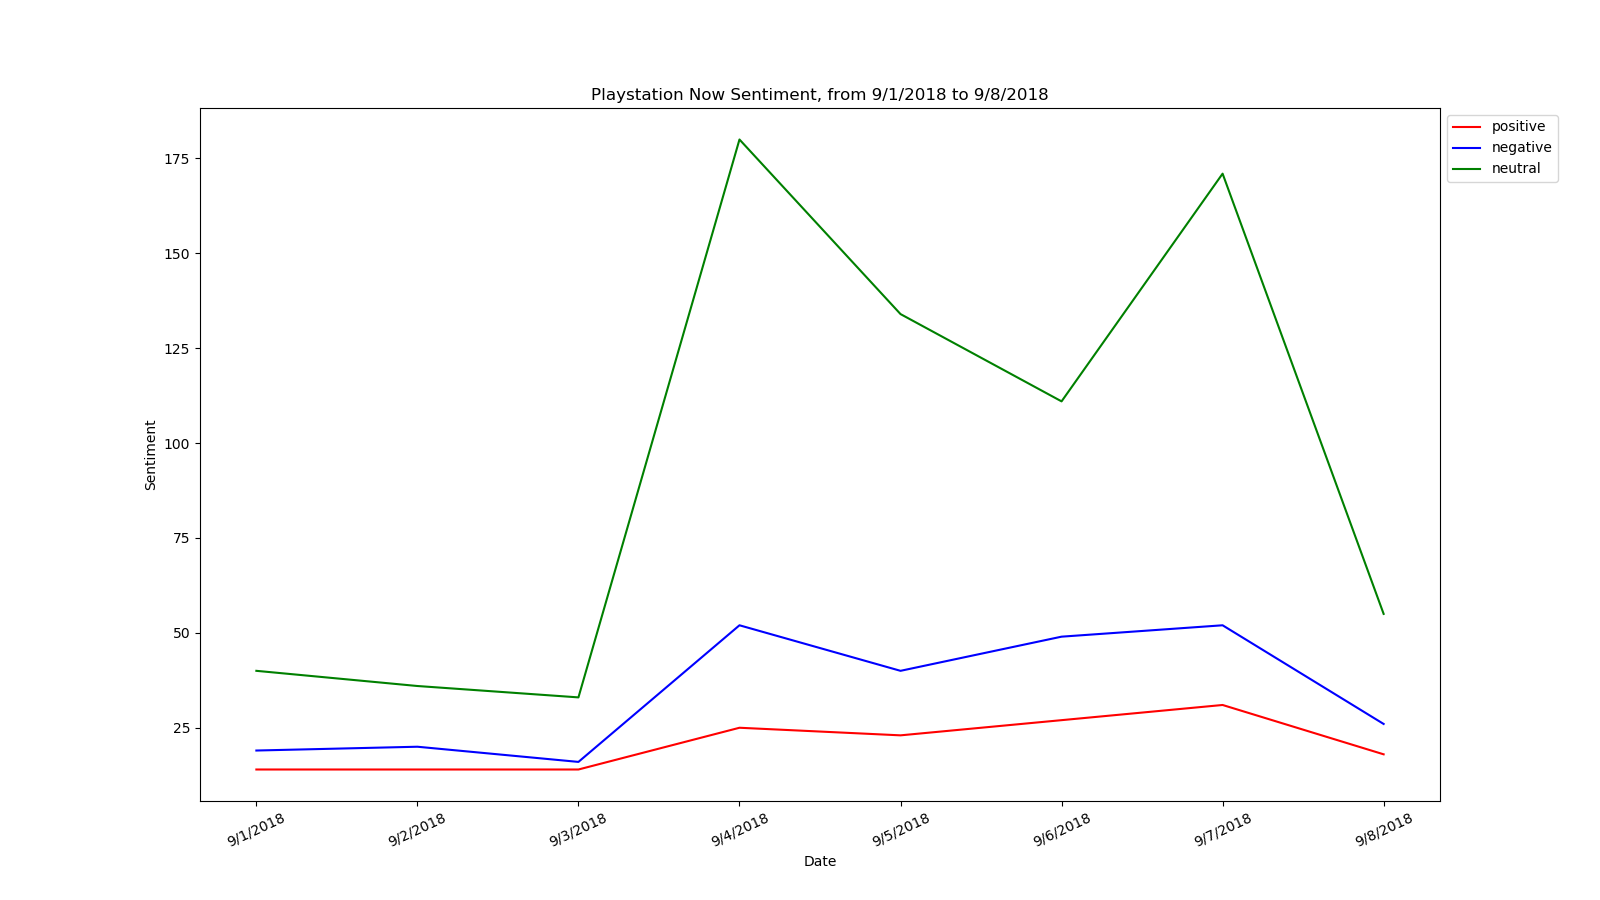 Playstation Now Sentiment, from 9/1/2018 to 9/8/2018
positive
negative
neutral
175
150
125
100
75
50
25
Sentiment
9/1/2018 9/2/2018 9/3/2018 9/4/2018 9/5/2018 9/6/2018 9/7/2018 9/8/2018
Date